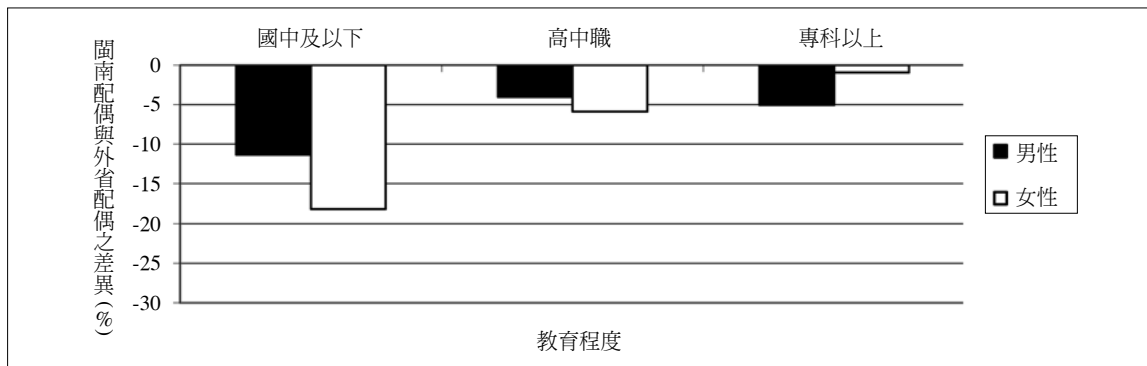 國中及以下 高中職 專科以上
閩南配偶與外省配偶之差異(%)
0
-5
-10
-15
-20
-25
-30
男性
女性
教育程度